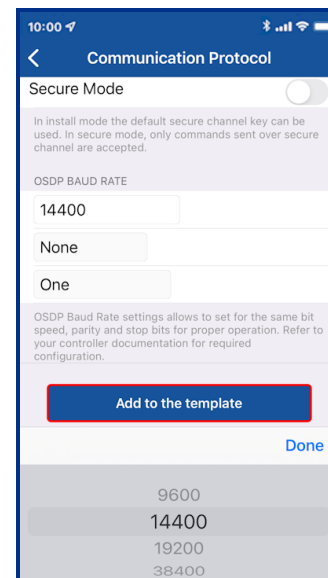 10:00
Communication Protocol
Secure Mode
In install mode the default secure channel key can be
used. In secure mode, only commands sent over secure
channel are accepted.
OSDP BAUD RATE
14400
None
One
OSDP Baud Rate settings allows to set for the same bit
speed, parity and stop bits for proper operation. Refer to
your controller documentation for required
configuration.
Add to the template
Done
9600
14400
19200
38400